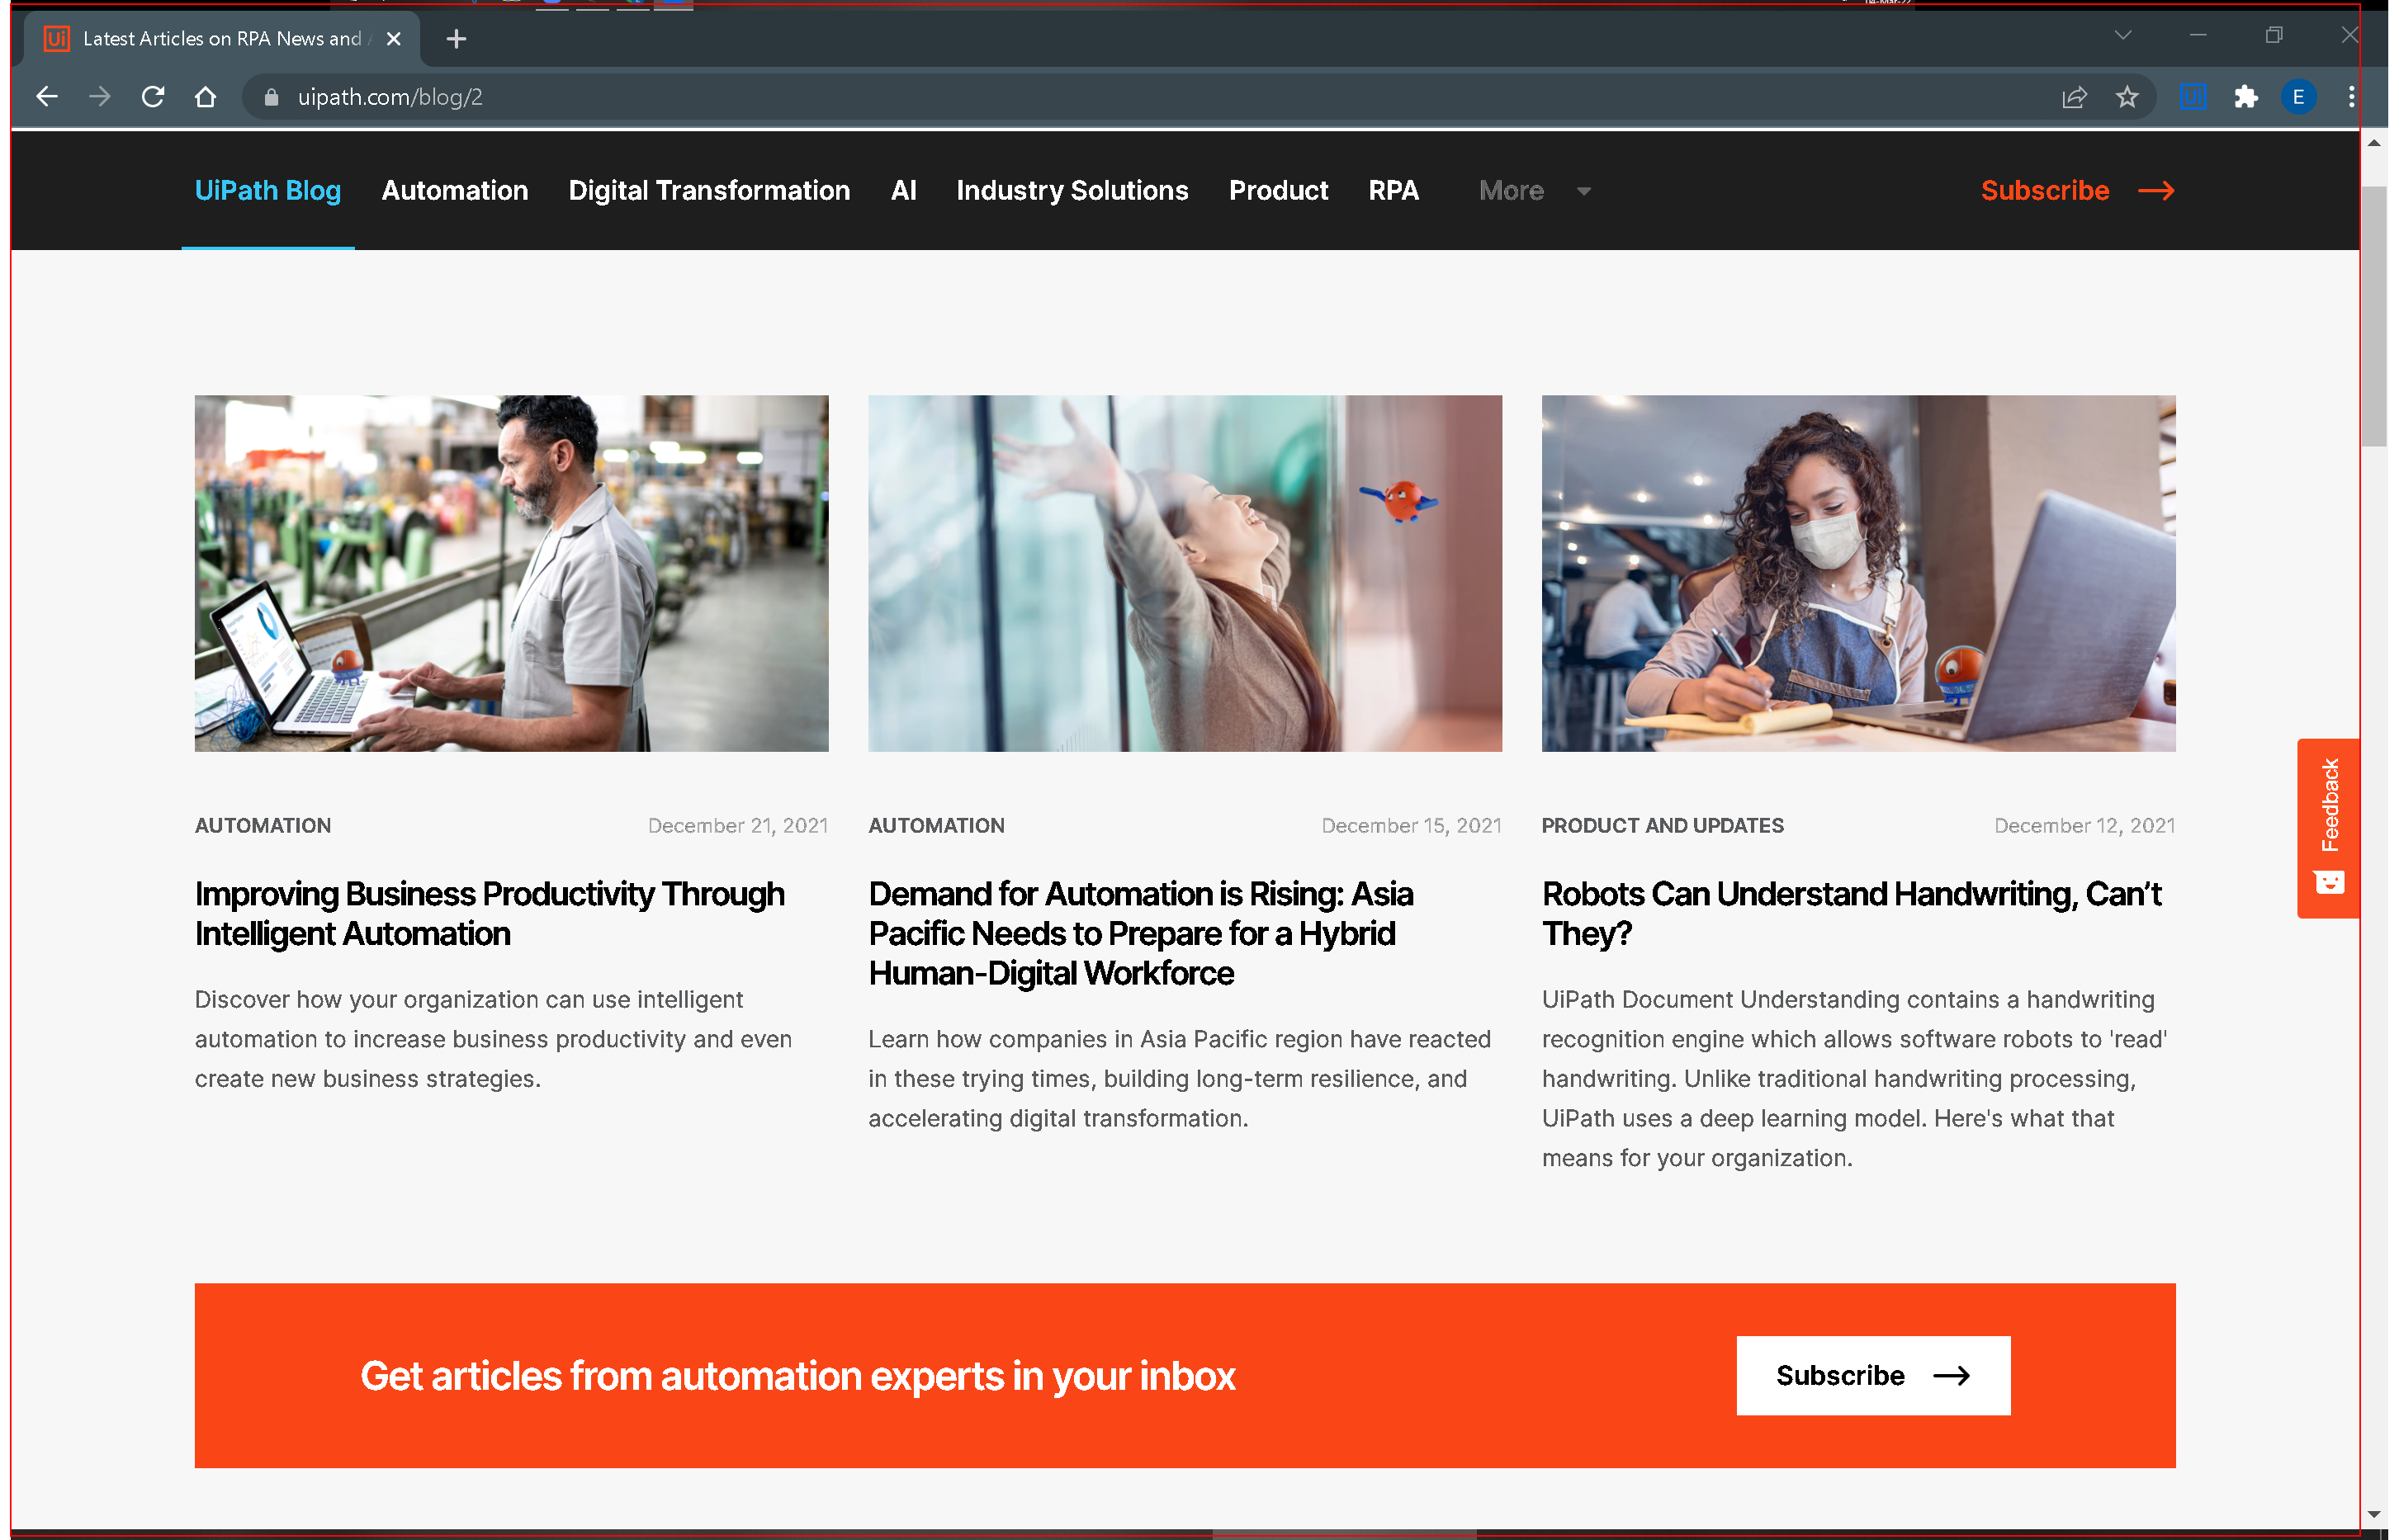 Latest Articles on RPA News and
uipath.com/blog/2
E
UiPath Blog Automation Digital Transformation AI Industry Solutions Product RPA More Subscribe
AUTOMATION December 21, 2021
Improving Business Productivity Through
Intelligent Automation
Discover how your organization can use intelligent
automation to increase business productivity and even
create new business strategies.
AUTOMATION December 15, 2021
Demand for Automation is Rising: Asia
Pacific Needs to Prepare for a Hybrid
Human-Digital Workforce
Learn how companies in Asia Pacific region have reacted
in these trying times, building long-term resilience, and
accelerating digital transformation.
PRODUCT AND UPDATES December 12, 2021
Robots Can Understand Handwriting, Can’t
They?
UiPath Document Understanding contains a handwriting
recognition engine which allows software robots to 'read'
handwriting. Unlike traditional handwriting processing,
UiPath uses a deep learning model. Here's what that
means for your organization.
Feedback
Get articles from automation experts in your inbox
Subscribe